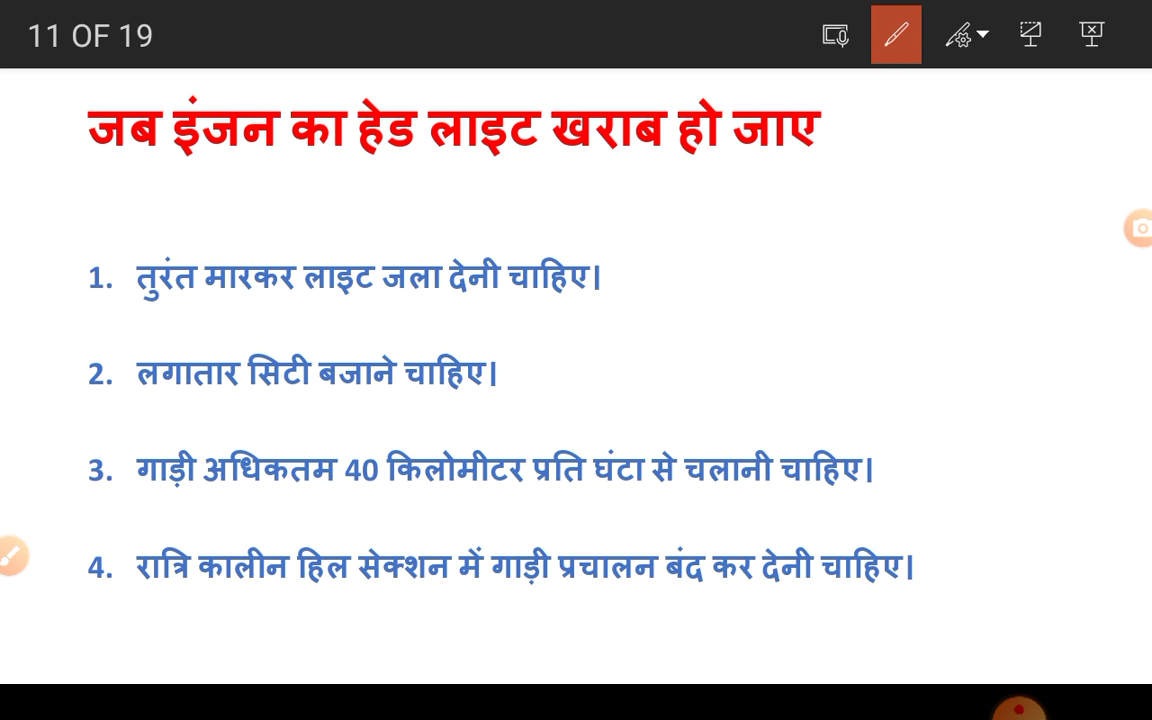 11 OF 19
जब इंजन का हेड लाइट खराब हो जाए
1. तुरंत मारकर लाइट जला देनी चाहिए।
2. लगातार सिटी बजाने चाहिए।
3. गाड़ी अधिकतम 40 किलोमीटर प्रति घंटा से चलानी चाहिए।
4. रात्रि कालीन हिल सेक्शन में गाड़ी प्रचालन बंद कर देनी चाहिए।